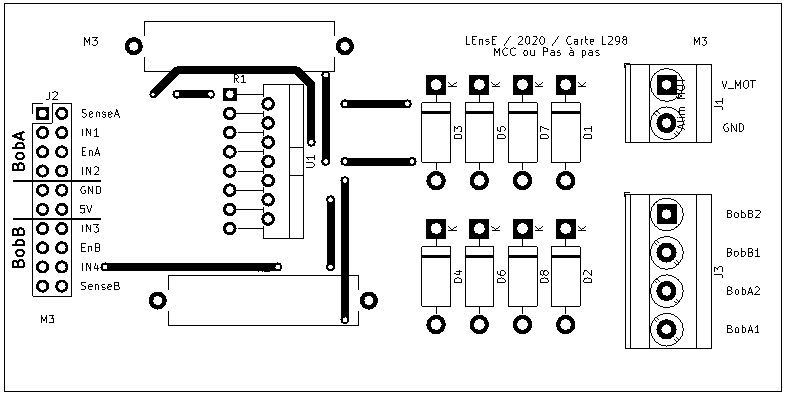 LEnsE / 2020 / Carte L298
MCC ou Pas à pas
M3
M3
R1
J2
BobA
SenseA
IN1
EnA
IN2
GND
5V
BobB
IN3
EnB
IN4
SenseB
M3
U1
K
K
K
K
D3
D5
D7
D1
K
K
K
K
D4
D6
D8
D2
V_MOT
GND
J1
BobB2
BobB1
BobA2
BobA1
J3